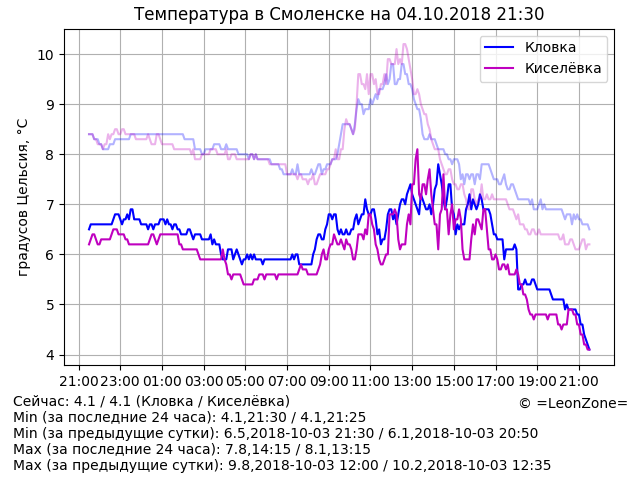 Температура в Смоленске на 04.10.2018 21:30
градусов Цельсия, °C
10
9
8
7
6
5
4
Кловка
Киселёвка
21:00 23:00 01:00 03:00 05:00 07:00 09:00 11:00 13:00 15:00 17:00 19:00 21:00
Сейчас: 4.1 / 4.1 (Кловка / Киселёвка)
© =LeonZone=
Min (за последние 24 часа): 4.1,21:30 / 4.1,21:25
Min (за предыдущие сутки): 6.5,2018-10-03 21:30 / 6.1,2018-10-03 20:50
Max (за последние 24 часа): 7.8,14:15 / 8.1,13:15
Max (за предыдущие сутки): 9.8,2018-10-03 12:00 / 10.2,2018-10-03 12:35